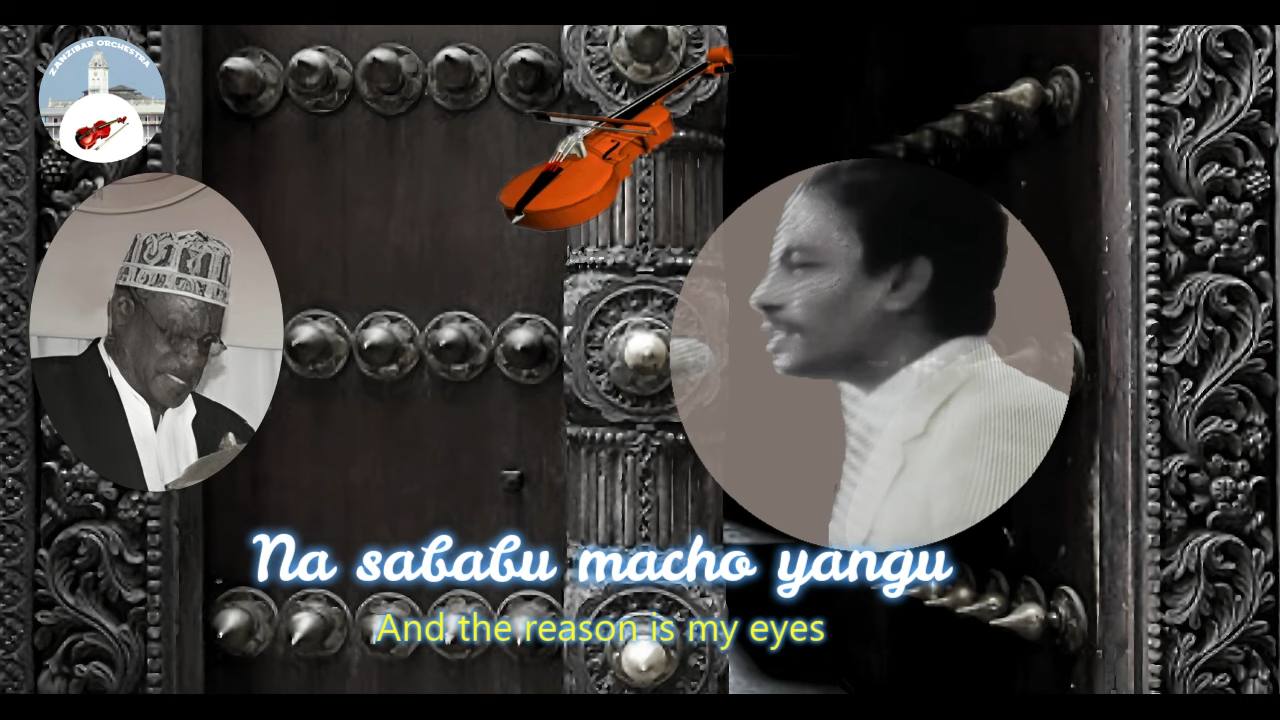 ZANZIBAR ORCHESTRA
Na sababu macho yangu
And the reason is my eyes